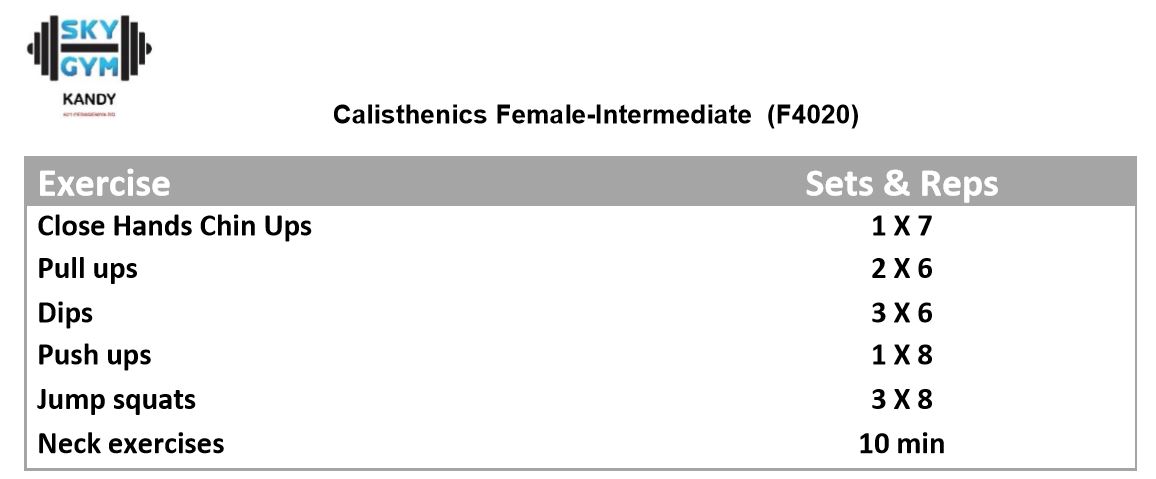 SKY
GYM
KANDY
Calisthenics Female-Intermediate (F4020)
Exercise Sets & Reps
Close Hands Chin Ups 1 X 7
Pull ups 2 X 6
Dips 3 X 6
Push ups 1 X 8
Jump squats 3 X 8
Neck exercises 10 min